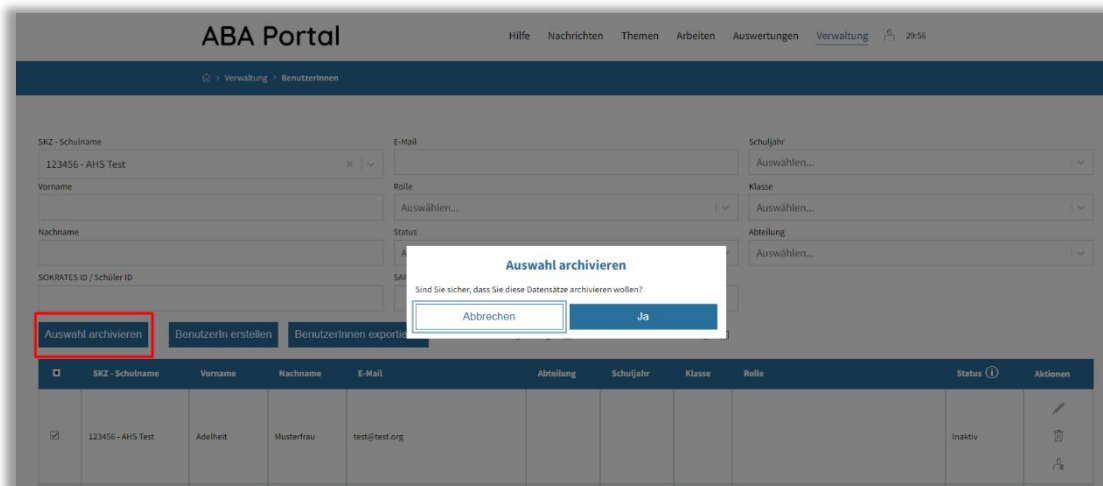 ABA Portal
Hilfe Nachrichten Themen Arbeiten Auswertungen Verwaltung 29:56
> Verwaltung > BenutzerInnen
SKZ - Schulname E-Mail Schuljahr
123456 - AHS Test Auswählen...
Vorname Rolle Klasse
Auswählen... Auswählen...
Nachname Status Abteilung
Auswählen...
SOKRATES ID / Schüler ID
Auswahl archivieren
Sind Sie sicher, dass Sie diese Datensätze archivieren wollen?
Abbrechen Ja
Auswahl archivieren BenutzerIn erstellen BenutzerInnen exportie
SKZ - Schulname Vorname Nachname E-Mail Abteilung Schuljahr Klasse Rolle Status Aktionen
123456 - AHS Test Adelheit Musterfrau test@test.org Inaktiv